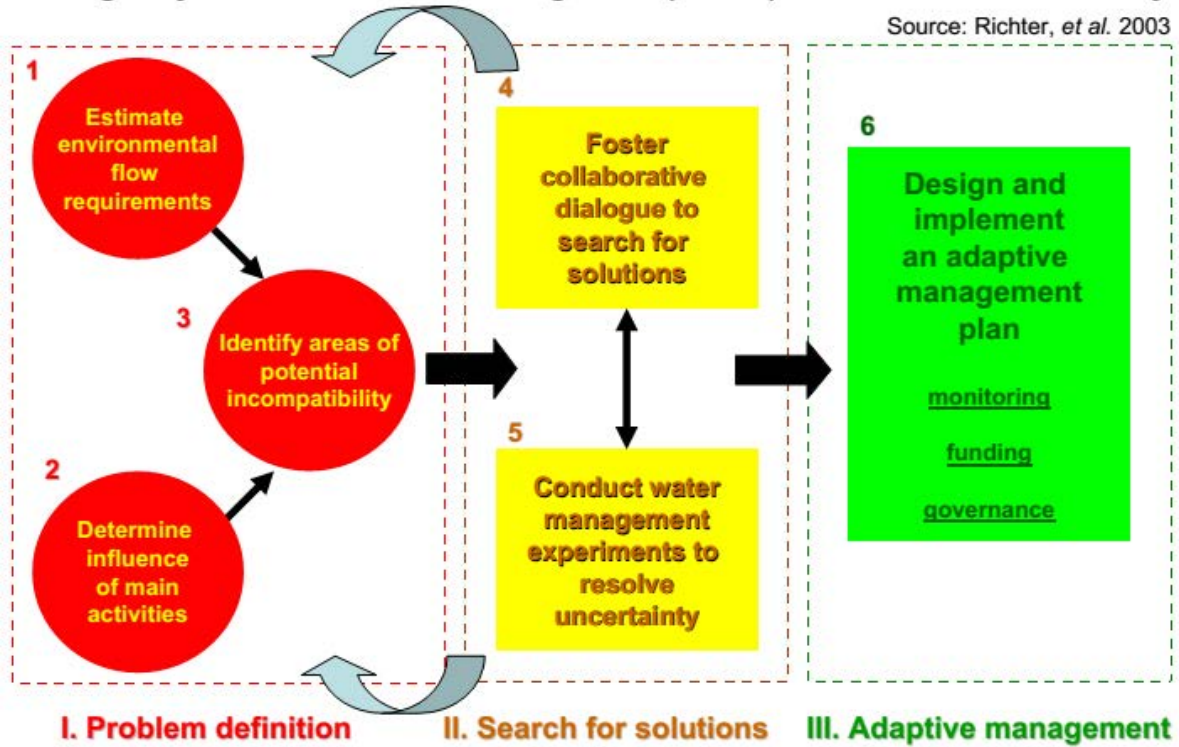 Source: Richter, et al. 2003
1
Estimate
environmental
flow
requirements
2
Determine
influence
of main
activities
3
Identify areas of
potential
incompatibility
4
Foster
collaborative
dialogue to
search for
solutions
5
Conduct water
management
experiments to
resolve
uncertainty
6
Design and
implement
an adaptive
management
plan
monitoring
funding
governance
I. Problem definition
II. Search for solutions
III. Adaptive management